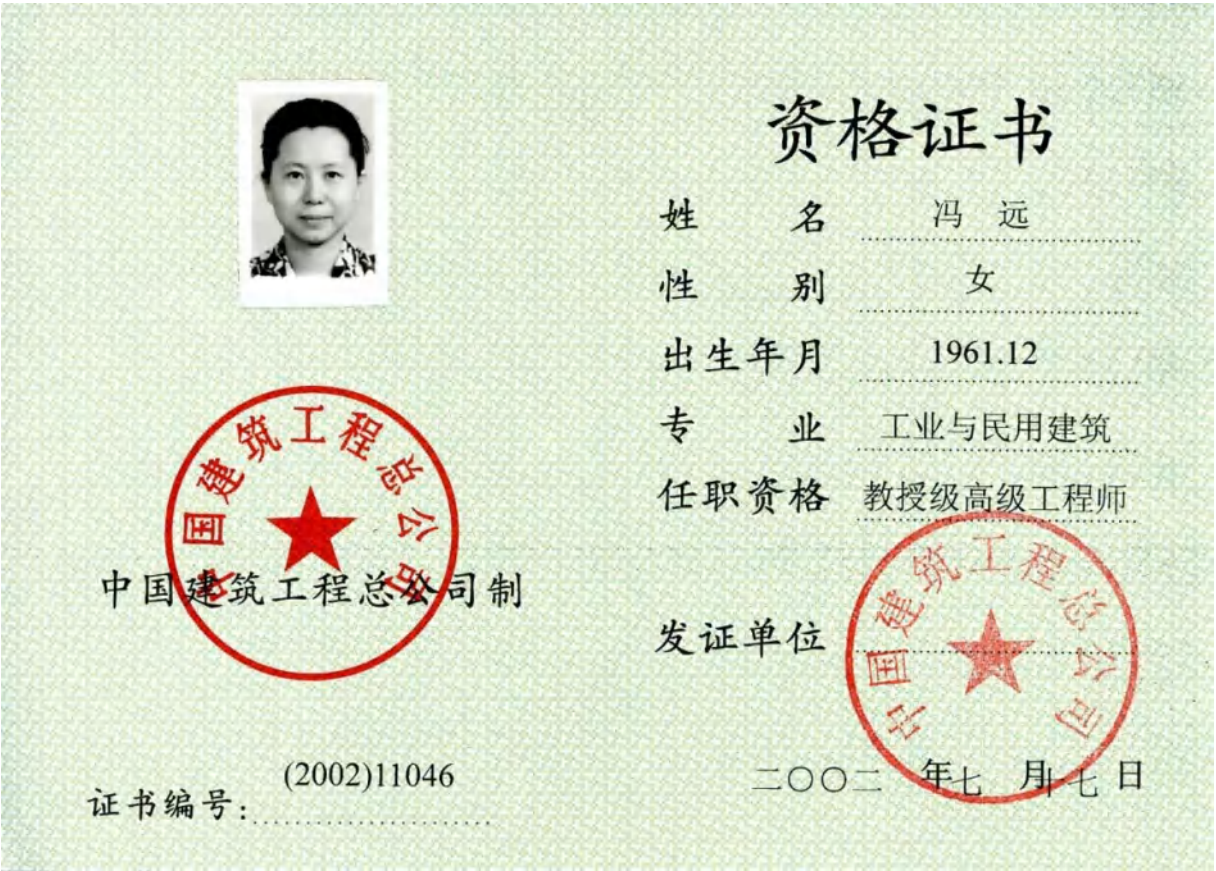 中国建筑工程总公司
中国建筑工程总公司制
(2002)11046
证书编号:
资格证书
姓名 冯远
性别 女
出生年月 1961.12
专业 工业与民用建筑
任职资格 教授级高级工程师
发证单位
中国建筑工程总公司
二〇〇二年七月十七日